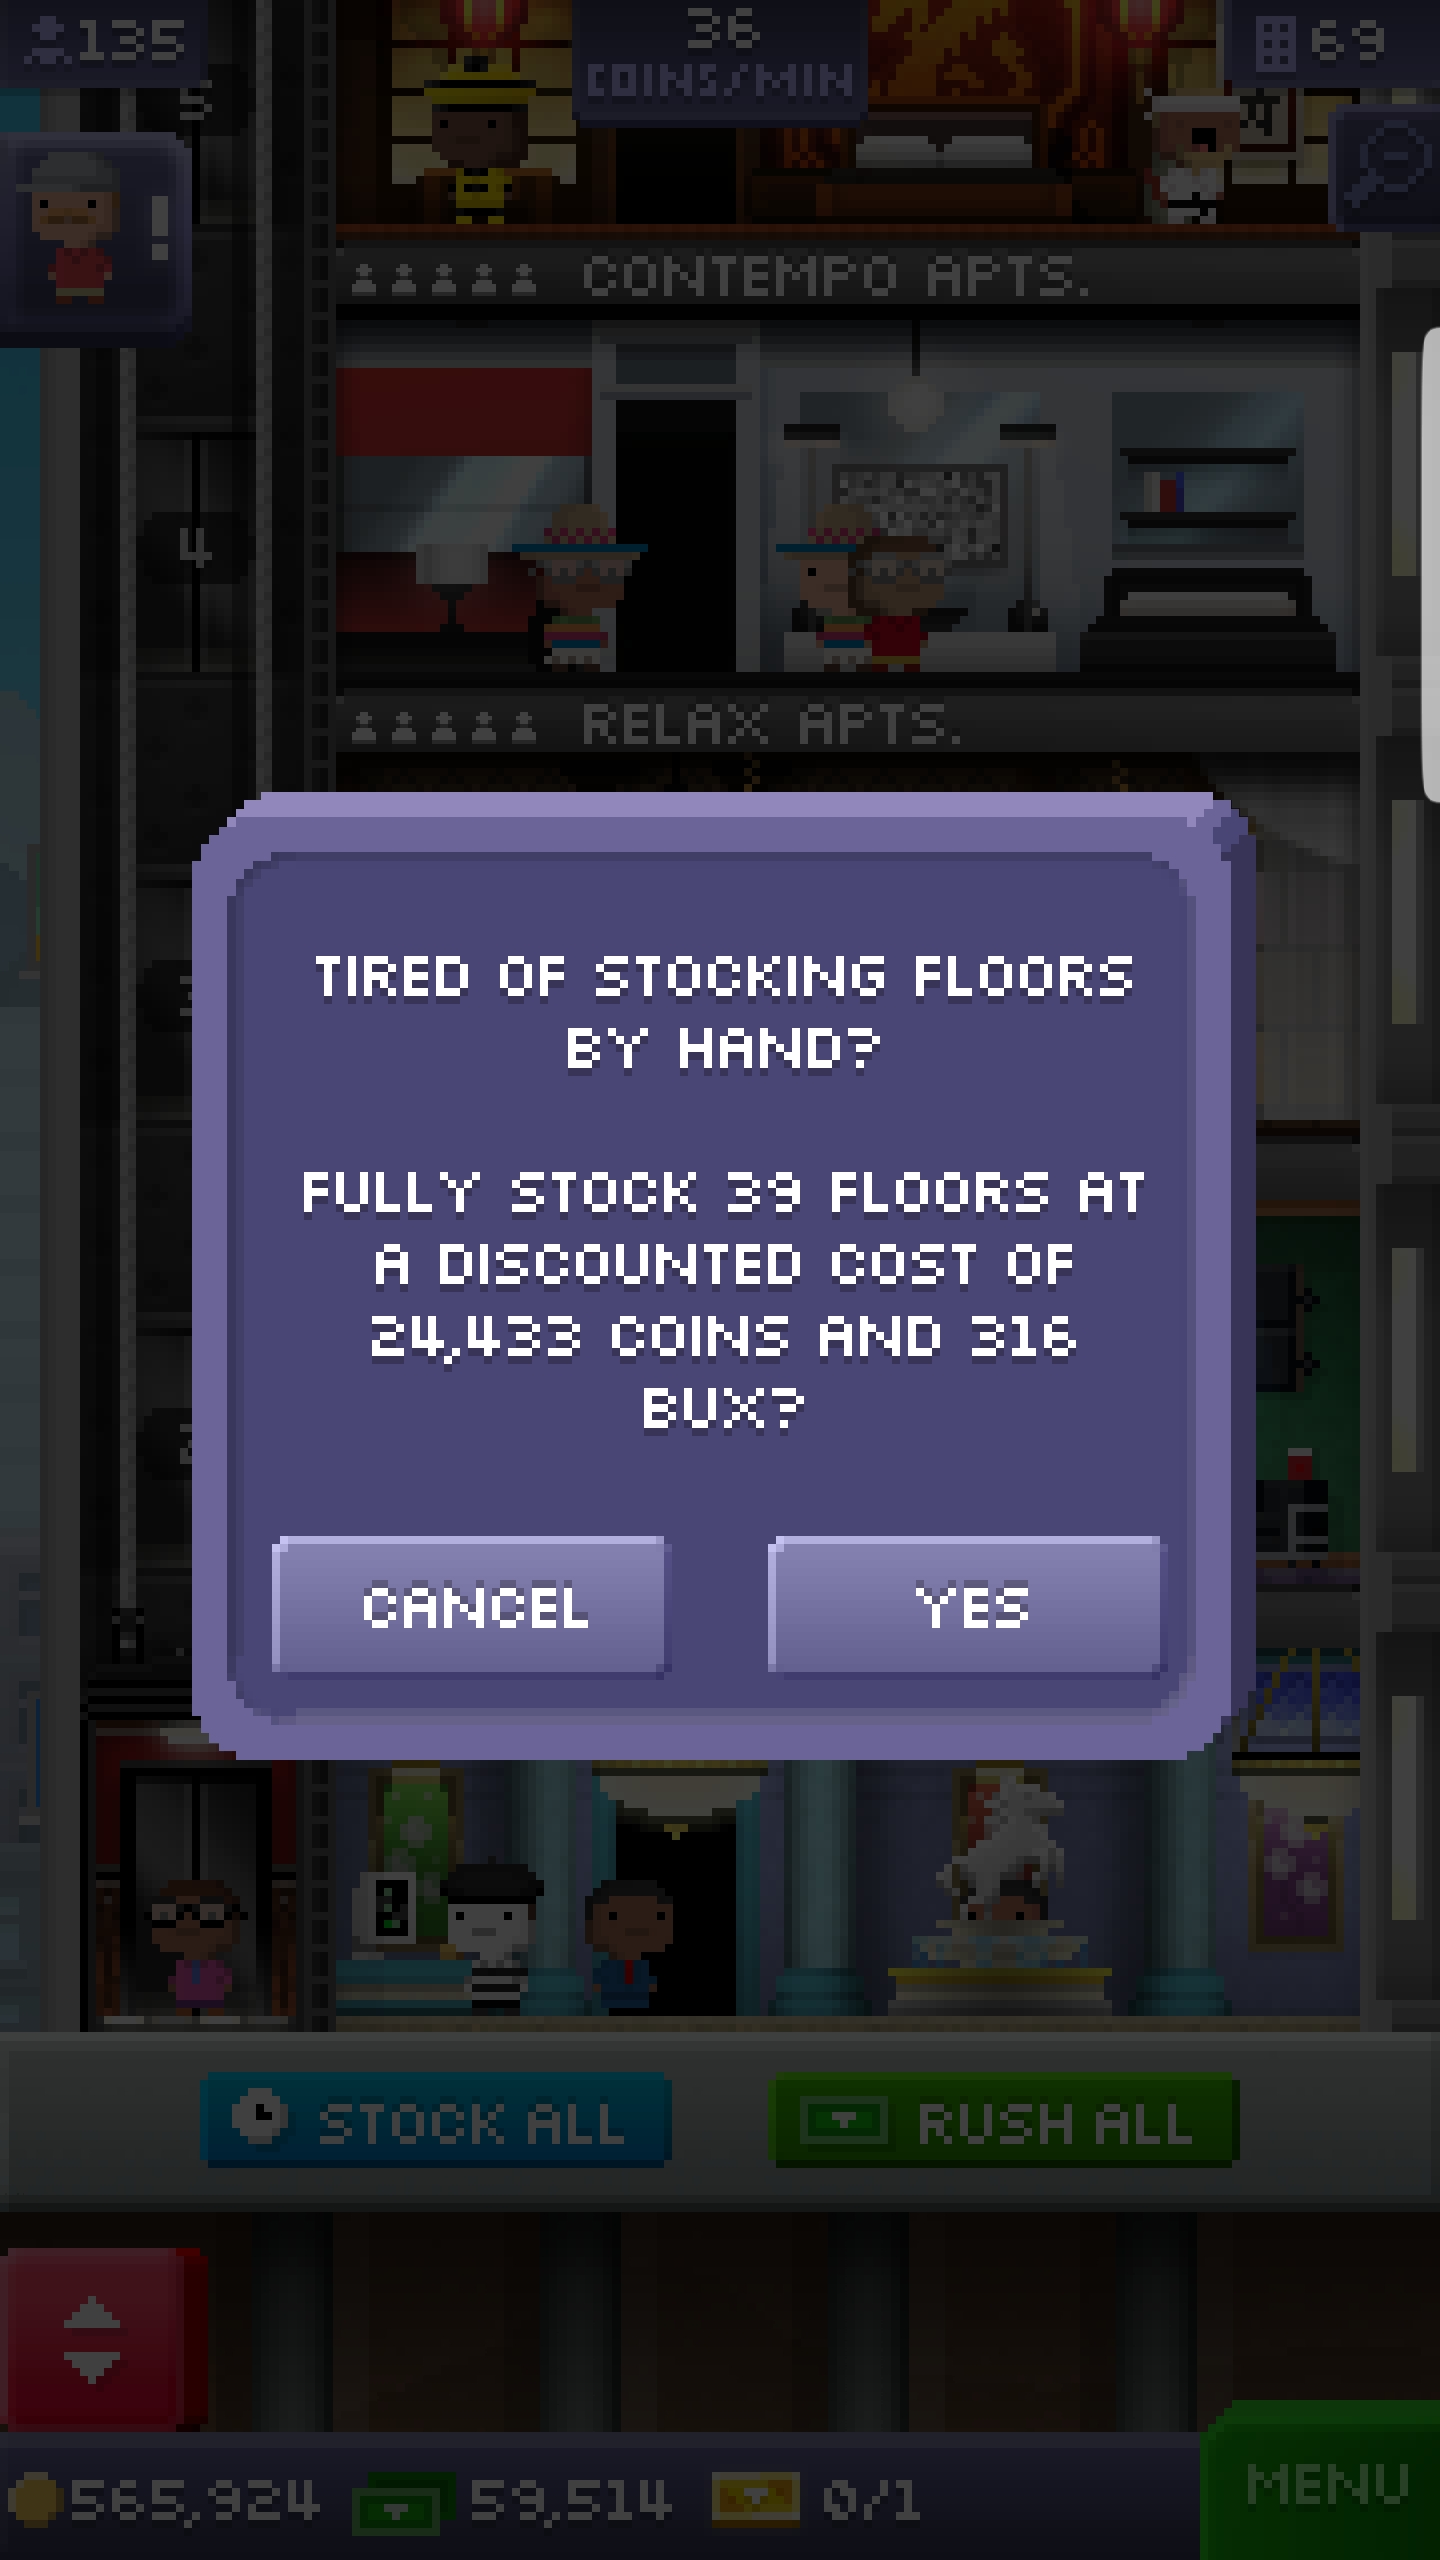 135
36
COINS/MIN
69
5
CONTEMPO APTS.
4
RELAX APTS.
TIRED OF STOCKING FLOORS
BY HAND?
FULLY STOCK 39 FLOORS AT
A DISCOUNTED COST OF
24,433 COINS AND 316
BUX?
CANCEL
YES
STOCK ALL
RUSH ALL
565,924
59,514
0/1
MENU